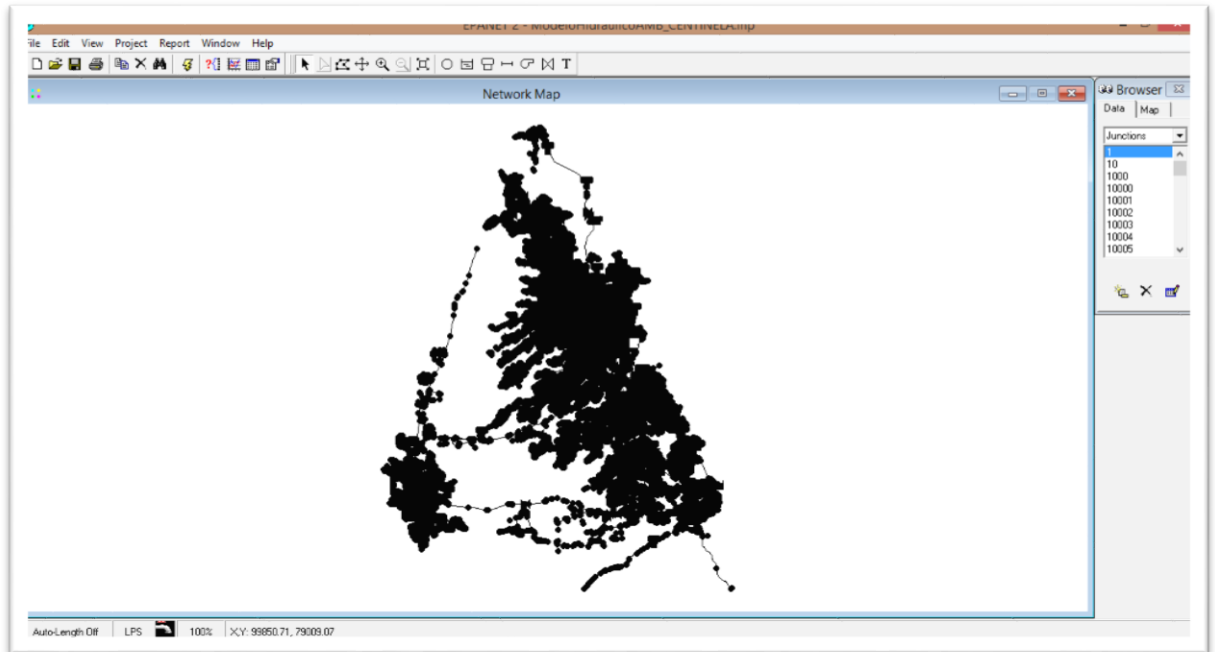 EPANET 2 - ModeloHidraulicoAMB_CENTINELA.inp
File Edit View Project Report Window Help
T
Network Map
Browser
Data Map
Junctions
1
10
1000
10000
10001
10002
10003
10004
10005
Auto-Length Off LPS 100% X,Y: 99850.71, 79009.07